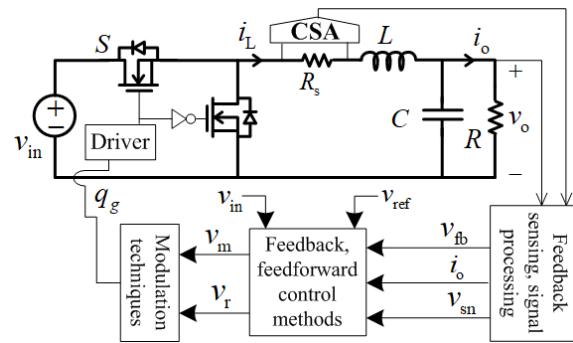 S
i_L
CSA
R_s
L
i_o
+
v_in
+
−
Driver
C
R
v_o
−
q_g
v_in
v_ref
Modulation
techniques
v_m
v_r
Feedback,
feedforward
control
methods
v_fb
i_o
v_sn
Feedback
sensing, signal
processing